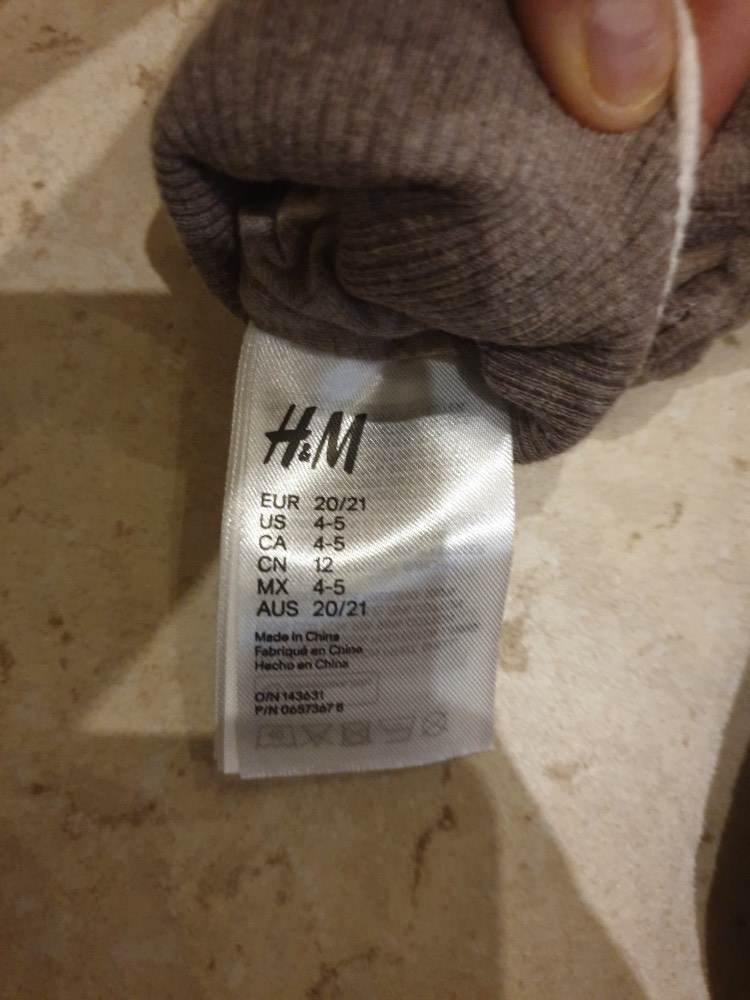 H&M
EUR 20/21
US 4-5
CA 4-5
CN 12
MX 4-5
AUS 20/21
Made in China
Fabriqué en Chine
Hecho en China
O/N 143631
P/N 0657367 8